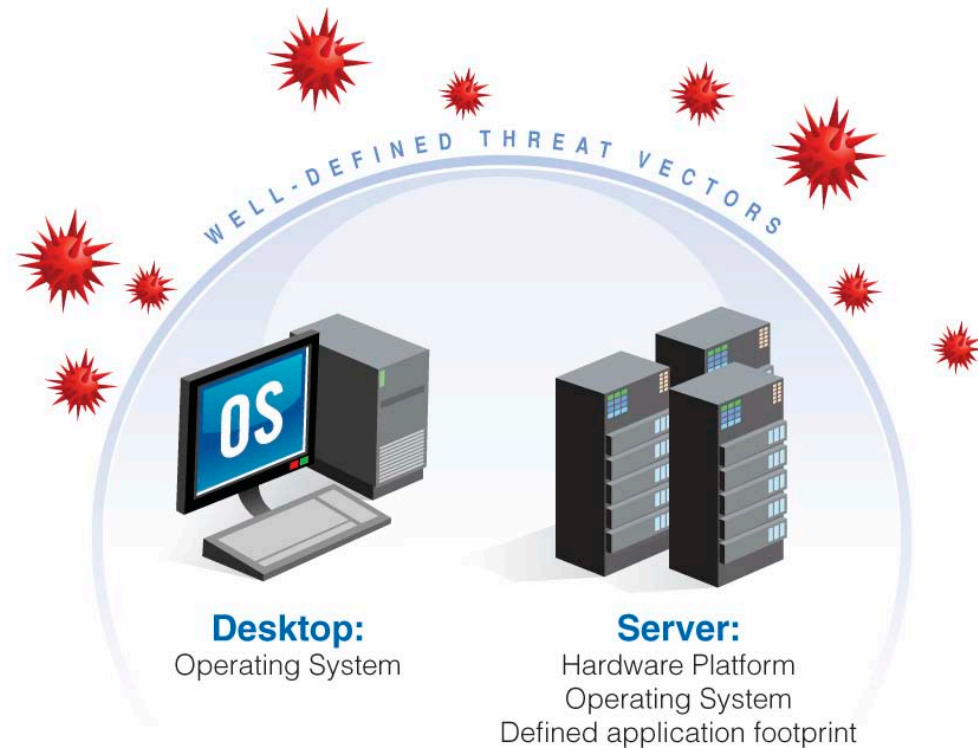 WELL-DEFINED THREAT VECTORS
OS
Desktop:
Operating System
Server:
Hardware Platform
Operating System
Defined application footprint